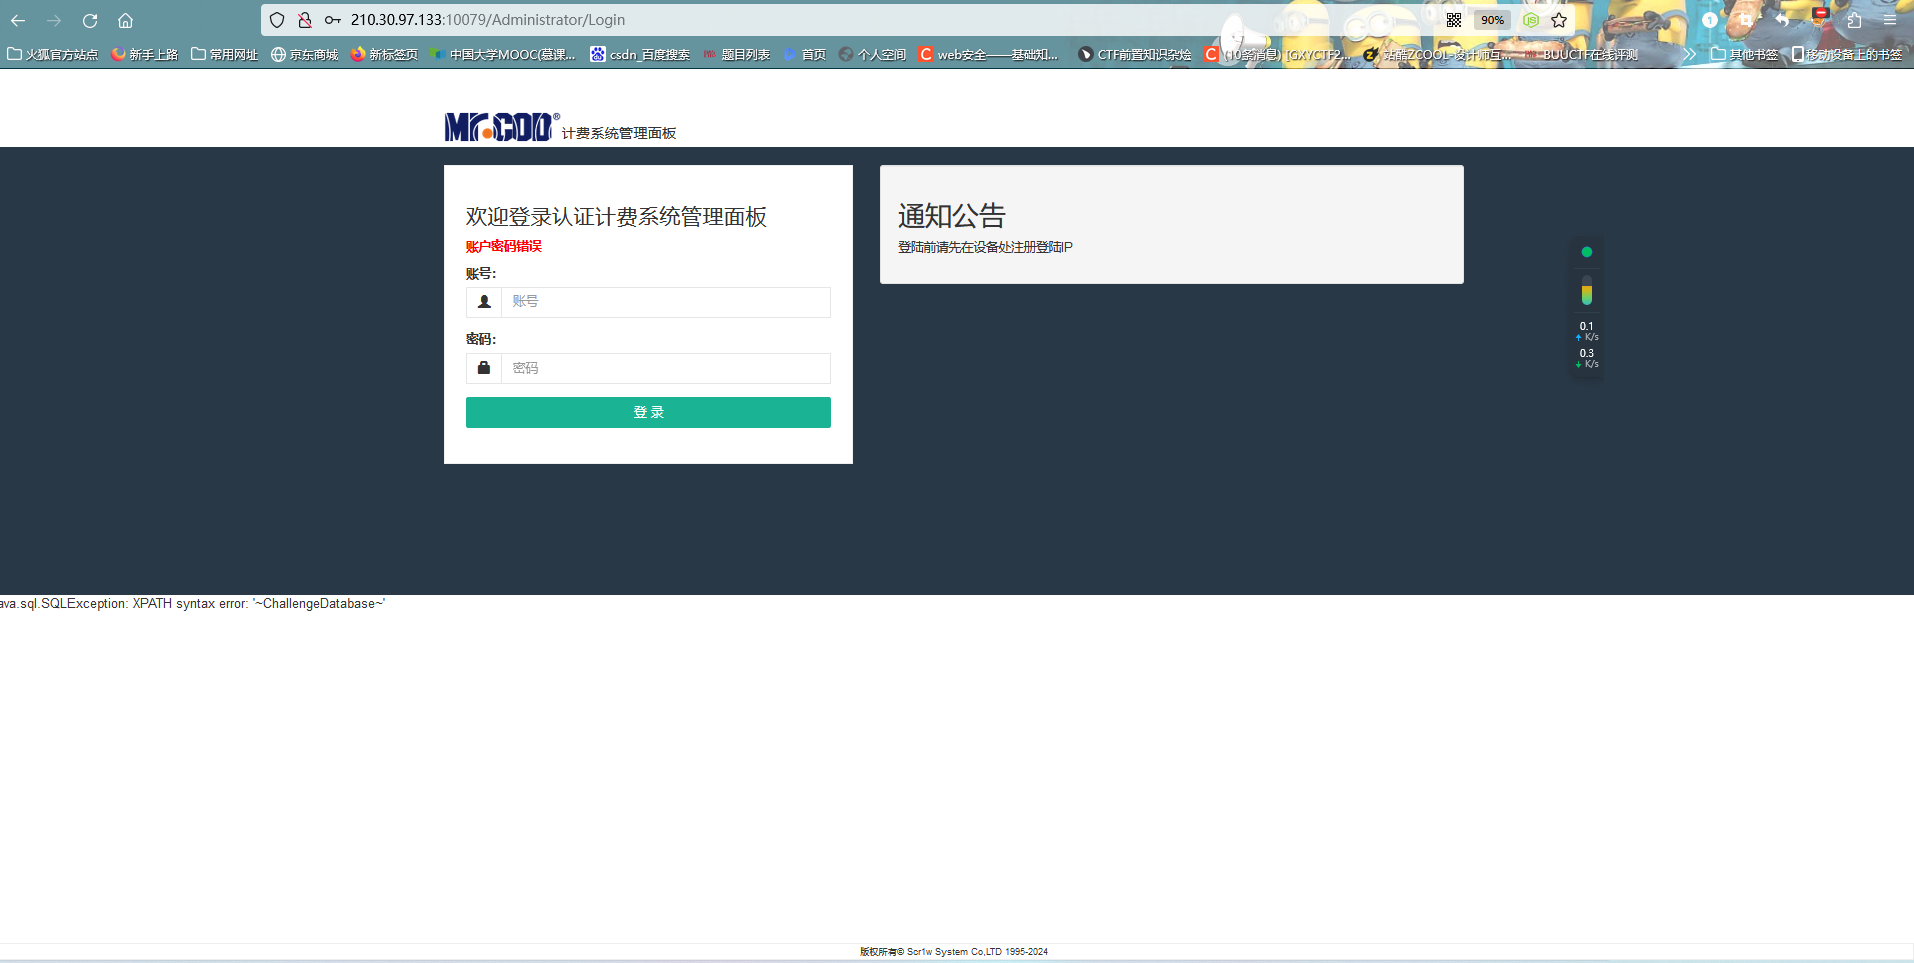 210.30.97.133:10079/Administrator/Login
90%
火狐官方站点 新手上路 常用网址 京东商城 新标签页 中国大学MOOC(慕课... csdn_百度搜索 题目列表 首页 个人空间 web安全——基础知... CTF前置知识杂烩 (10条消息) [GXYCTF2... 站酷ZCOOL-设计师互... BUUCTF在线评测 其他书签 移动设备上的书签
计费系统管理面板
欢迎登录认证计费系统管理面板
账户密码错误
账号:
账号
密码:
密码
登 录
通知公告
登陆前请先在设备处注册登陆IP
0.1
K/s
0.3
K/s
ava.sql.SQLException: XPATH syntax error: '~ChallengeDatabase~'
版权所有© Scr1w System Co,LTD 1995-2024